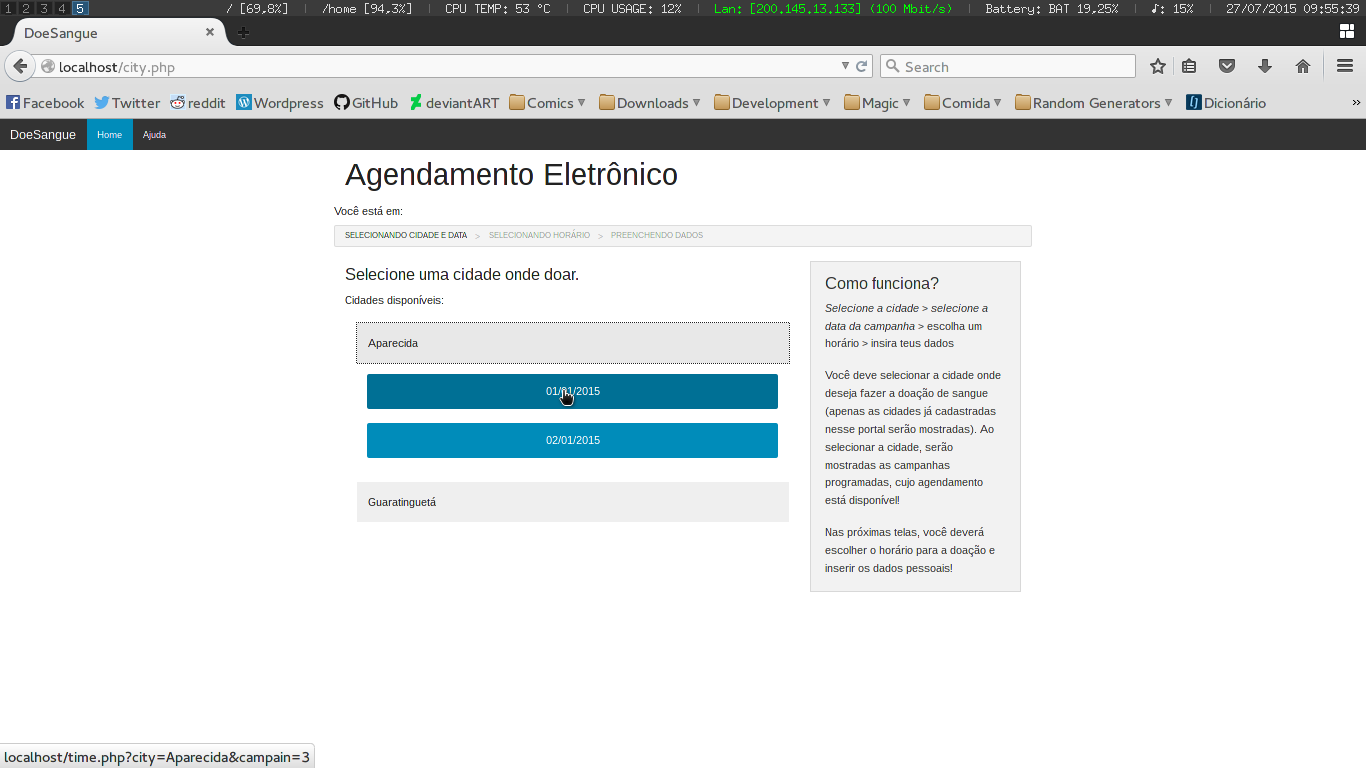 1 2 3 4 5 / [69,8%] | /home [94,3%] | CPU TEMP: 53 °C | CPU USAGE: 12% | Lan: [200.145.13.133] (100 Mbit/s) | Battery: BAT 19,25% | ♪: 15% | 27/07/2015 09:55:39
DoeSangue
localhost/city.php
Search
Facebook Twitter reddit Wordpress GitHub deviantART Comics Downloads Development Magic Comida Random Generators Dicionário »
DoeSangue Home Ajuda
Agendamento Eletrônico
Você está em:
SELECIONANDO CIDADE E DATA > SELECIONANDO HORÁRIO > PREENCHENDO DADOS
Selecione uma cidade onde doar.
Cidades disponíveis:
Aparecida
01/01/2015
02/01/2015
Guaratinguetá
Como funciona?
Selecione a cidade > selecione a
data da campanha > escolha um
horário > insira teus dados
Você deve selecionar a cidade onde
deseja fazer a doação de sangue
(apenas as cidades já cadastradas
nesse portal serão mostradas). Ao
selecionar a cidade, serão
mostradas as campanhas
programadas, cujo agendamento
está disponível!
Nas próximas telas, você deverá
escolher o horário para a doação e
inserir os dados pessoais!
localhost/time.php?city=Aparecida&campain=3